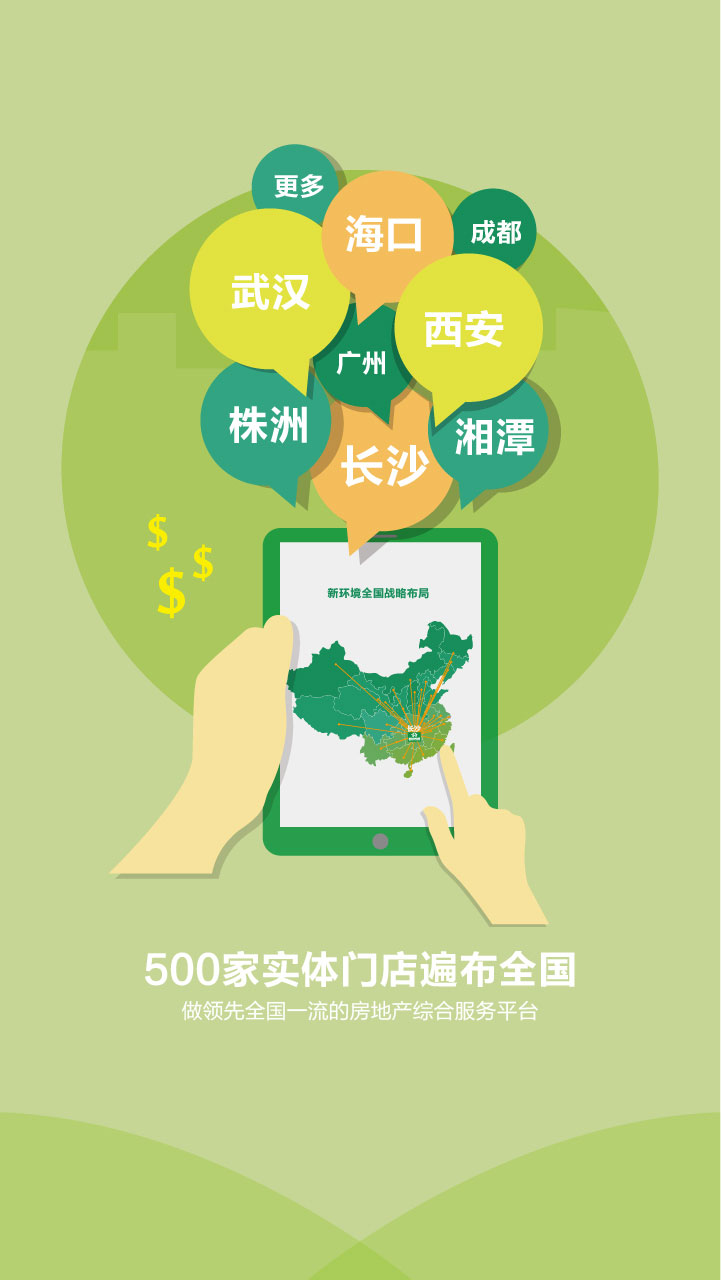 更多
海口
成都
武汉
西安
广州
株洲
长沙
湘潭
$
$
$
新环境全国战略布局
长沙
500家实体门店遍布全国
做领先全国一流的房地产综合服务平台